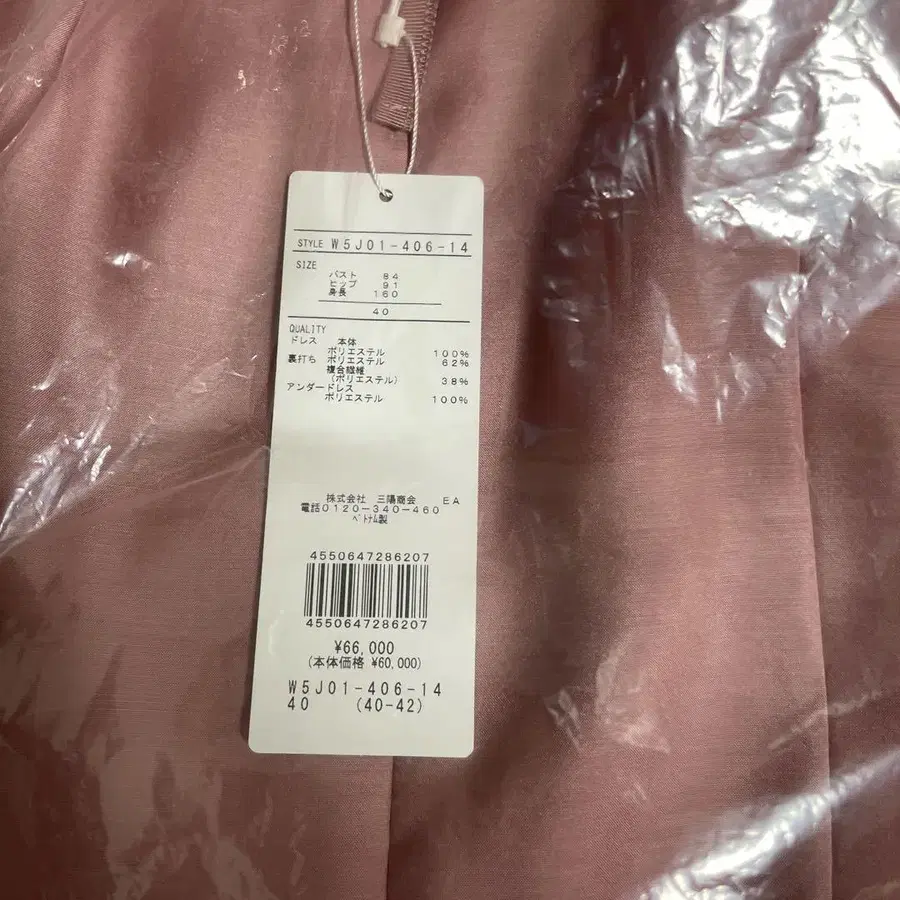 STYLE W5J01-406-14
SIZE
バスト 84
ヒップ 91
身長 160
40
QUALITY
ドレス 本体
ポリエステル 100%
裏打ち ポリエステル 62%
複合繊維
(ポリエステル) 38%
アンダードレス
ポリエステル 100%
株式会社 三陽商会 EA
電話0120-340-460
ベトナム製
4550647286207
4550647286207
¥66,000
(本体価格 ¥60,000)
W5J01-406-14
40 (40-42)